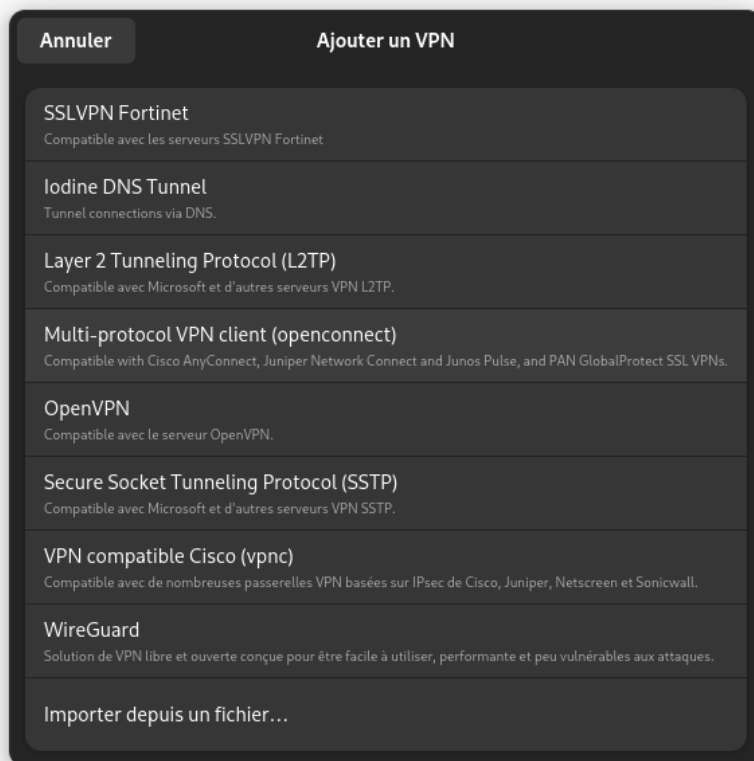 Annuler
Ajouter un VPN
SSLVPN Fortinet
Compatible avec les serveurs SSLVPN Fortinet
Iodine DNS Tunnel
Tunnel connections via DNS.
Layer 2 Tunneling Protocol (L2TP)
Compatible avec Microsoft et d'autres serveurs VPN L2TP.
Multi-protocol VPN client (openconnect)
Compatible with Cisco AnyConnect, Juniper Network Connect and Junos Pulse, and PAN GlobalProtect SSL VPNs.
OpenVPN
Compatible avec le serveur OpenVPN.
Secure Socket Tunneling Protocol (SSTP)
Compatible avec Microsoft et d'autres serveurs VPN SSTP.
VPN compatible Cisco (vpnc)
Compatible avec de nombreuses passerelles VPN basées sur IPsec de Cisco, Juniper, Netscreen et Sonicwall.
WireGuard
Solution de VPN libre et ouverte conçue pour être facile à utiliser, performante et peu vulnérables aux attaques.
Importer depuis un fichier…